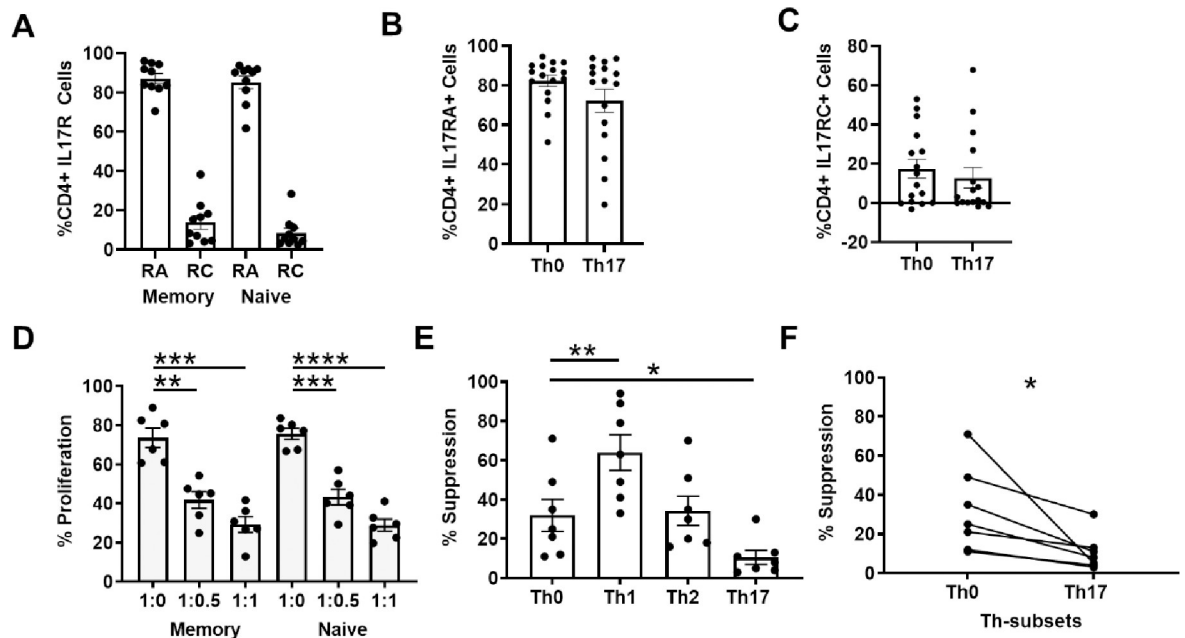 A
%CD4+ IL17R Cells
100
80
60
40
20
0
RA RC RA RC
Memory Naive
B
%CD4+ IL17RA+ Cells
100
80
60
40
20
0
Th0 Th17
C
%CD4+ IL17RC+ Cells
80
60
40
20
0
-20
Th0 Th17
D
% Proliferation
*** ****
** ***
100
80
60
40
20
0
1:0 1:0.5 1:1 1:0 1:0.5 1:1
Memory Naive
E
% Suppression
**
*
100
80
60
40
20
0
Th0 Th1 Th2 Th17
F
% Suppression
*
100
80
60
40
20
0
Th0 Th17
Th-subsets